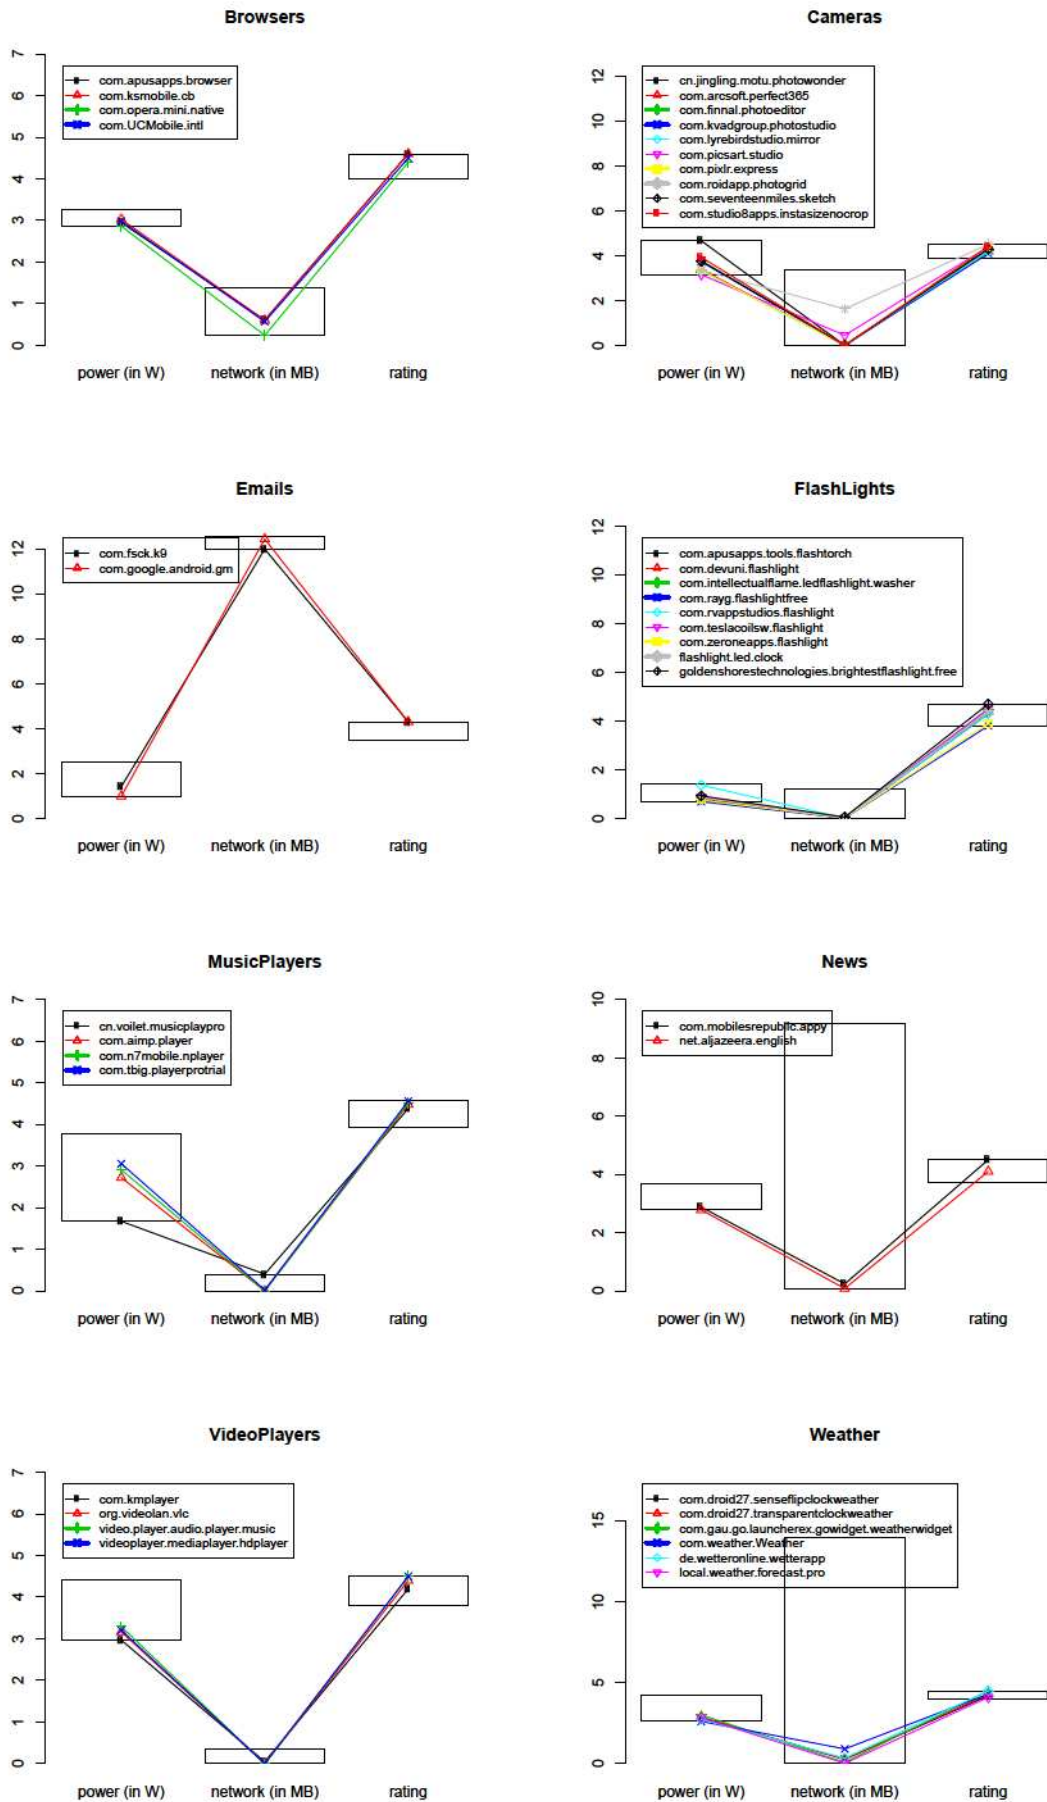 Browsers
7
6
5
4
3
2
1
0
com.apusapps.browser
com.ksmobile.cb
com.opera.mini.native
com.UCMobile.intl
power (in W)
network (in MB)
rating
Cameras
12
10
8
6
4
2
0
cn.jingling.motu.photowonder
com.arcsoft.perfect365
com.finnal.photoeditor
com.kvadgroup.photostudio
com.lyrebirdstudio.mirror
com.picsart.studio
com.pixlr.express
com.roidapp.photogrid
com.seventeenmiles.sketch
com.studio8apps.instasizenocrop
power (in W)
network (in MB)
rating
Emails
12
10
8
6
4
2
0
com.fsck.k9
com.google.android.gm
power (in W)
network (in MB)
rating
FlashLights
12
10
8
6
4
2
0
com.apusapps.tools.flashtorch
com.devuni.flashlight
com.intellectualflame.ledflashlight.washer
com.rayg.flashlightfree
com.rvappstudios.flashlight
com.teslacoilsw.flashlight
com.zeroneapps.flashlight
flashlight.led.clock
goldenshorestechnologies.brightestflashlight.free
power (in W)
network (in MB)
rating
MusicPlayers
7
6
5
4
3
2
1
0
cn.voilet.musicplaypro
com.aimp.player
com.n7mobile.nplayer
com.tbig.playerprotrial
power (in W)
network (in MB)
rating
News
10
8
6
4
2
0
com.mobilesrepublic.appy
net.aljazeera.english
power (in W)
network (in MB)
rating
VideoPlayers
7
6
5
4
3
2
1
0
com.kmplayer
org.videolan.vlc
video.player.audio.player.music
videoplayer.mediaplayer.hdplayer
power (in W)
network (in MB)
rating
Weather
15
10
5
0
com.droid27.senseflipclockweather
com.droid27.transparentclockweather
com.gau.go.launcherex.gowidget.weatherwidget
com.weather.Weather
de.wetteronline.wetterapp
local.weather.forecast.pro
power (in W)
network (in MB)
rating